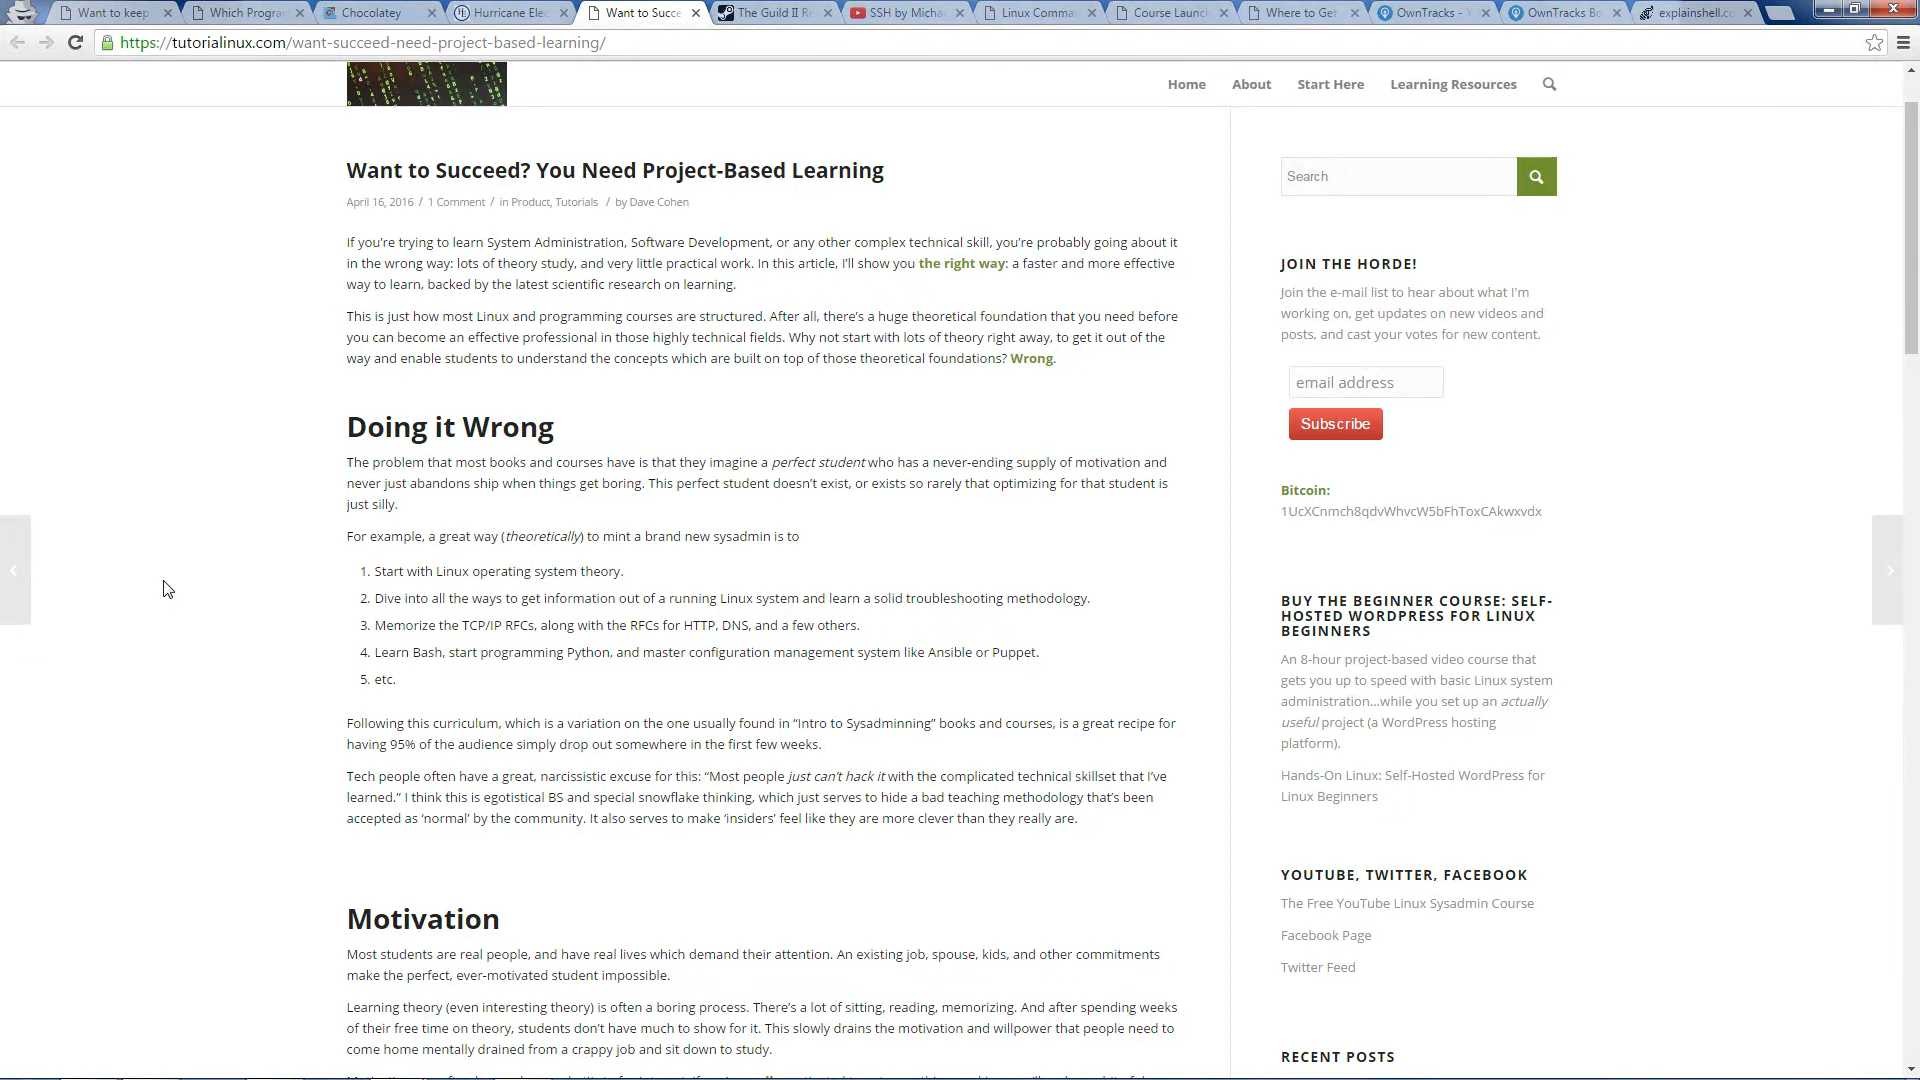 Want to keep
Which Progra
Chocolatey
Hurricane Elec
Want to Succe
The Guild II Re
SSH by Micha
Linux Comma
Course Launc
Where to Get
OwnTracks -
OwnTracks Bo
explainshell.co
https://tutorialinux.com/want-succeed-need-project-based-learning/
Home
About
Start Here
Learning Resources
Want to Succeed? You Need Project-Based Learning
April 16, 2016 / 1 Comment / in Product, Tutorials / by Dave Cohen
If you’re trying to learn System Administration, Software Development, or any other complex technical skill, you’re probably going about it
in the wrong way: lots of theory study, and very little practical work. In this article, I’ll show you the right way: a faster and more effective
way to learn, backed by the latest scientific research on learning.
This is just how most Linux and programming courses are structured. After all, there’s a huge theoretical foundation that you need before
you can become an effective professional in those highly technical fields. Why not start with lots of theory right away, to get it out of the
way and enable students to understand the concepts which are built on top of those theoretical foundations? Wrong.
Doing it Wrong
The problem that most books and courses have is that they imagine a perfect student who has a never-ending supply of motivation and
never just abandons ship when things get boring. This perfect student doesn’t exist, or exists so rarely that optimizing for that student is
just silly.
For example, a great way (theoretically) to mint a brand new sysadmin is to
1. Start with Linux operating system theory.
2. Dive into all the ways to get information out of a running Linux system and learn a solid troubleshooting methodology.
3. Memorize the TCP/IP RFCs, along with the RFCs for HTTP, DNS, and a few others.
4. Learn Bash, start programming Python, and master configuration management system like Ansible or Puppet.
5. etc.
Following this curriculum, which is a variation on the one usually found in “Intro to Sysadminning” books and courses, is a great recipe for
having 95% of the audience simply drop out somewhere in the first few weeks.
Tech people often have a great, narcissistic excuse for this: “Most people just can’t hack it with the complicated technical skillset that I’ve
learned.” I think this is egotistical BS and special snowflake thinking, which just serves to hide a bad teaching methodology that’s been
accepted as ‘normal’ by the community. It also serves to make ‘insiders’ feel like they are more clever than they really are.
Motivation
Most students are real people, and have real lives which demand their attention. An existing job, spouse, kids, and other commitments
make the perfect, ever-motivated student impossible.
Learning theory (even interesting theory) is often a boring process. There’s a lot of sitting, reading, memorizing. And after spending weeks
of their free time on theory, students don’t have much to show for it. This slowly drains the motivation and willpower that people need to
come home mentally drained from a crappy job and sit down to study.
Search
JOIN THE HORDE!
Join the e-mail list to hear about what I'm
working on, get updates on new videos and
posts, and cast your votes for new content.
email address
Subscribe
Bitcoin:
1UcXCnmch8qdvWhvcW5bFhToxCAkwxvdx
BUY THE BEGINNER COURSE: SELF-
HOSTED WORDPRESS FOR LINUX
BEGINNERS
An 8-hour project-based video course that
gets you up to speed with basic Linux system
administration...while you set up an actually
useful project (a WordPress hosting
platform).
Hands-On Linux: Self-Hosted WordPress for
Linux Beginners
YOUTUBE, TWITTER, FACEBOOK
The Free YouTube Linux Sysadmin Course
Facebook Page
Twitter Feed
RECENT POSTS